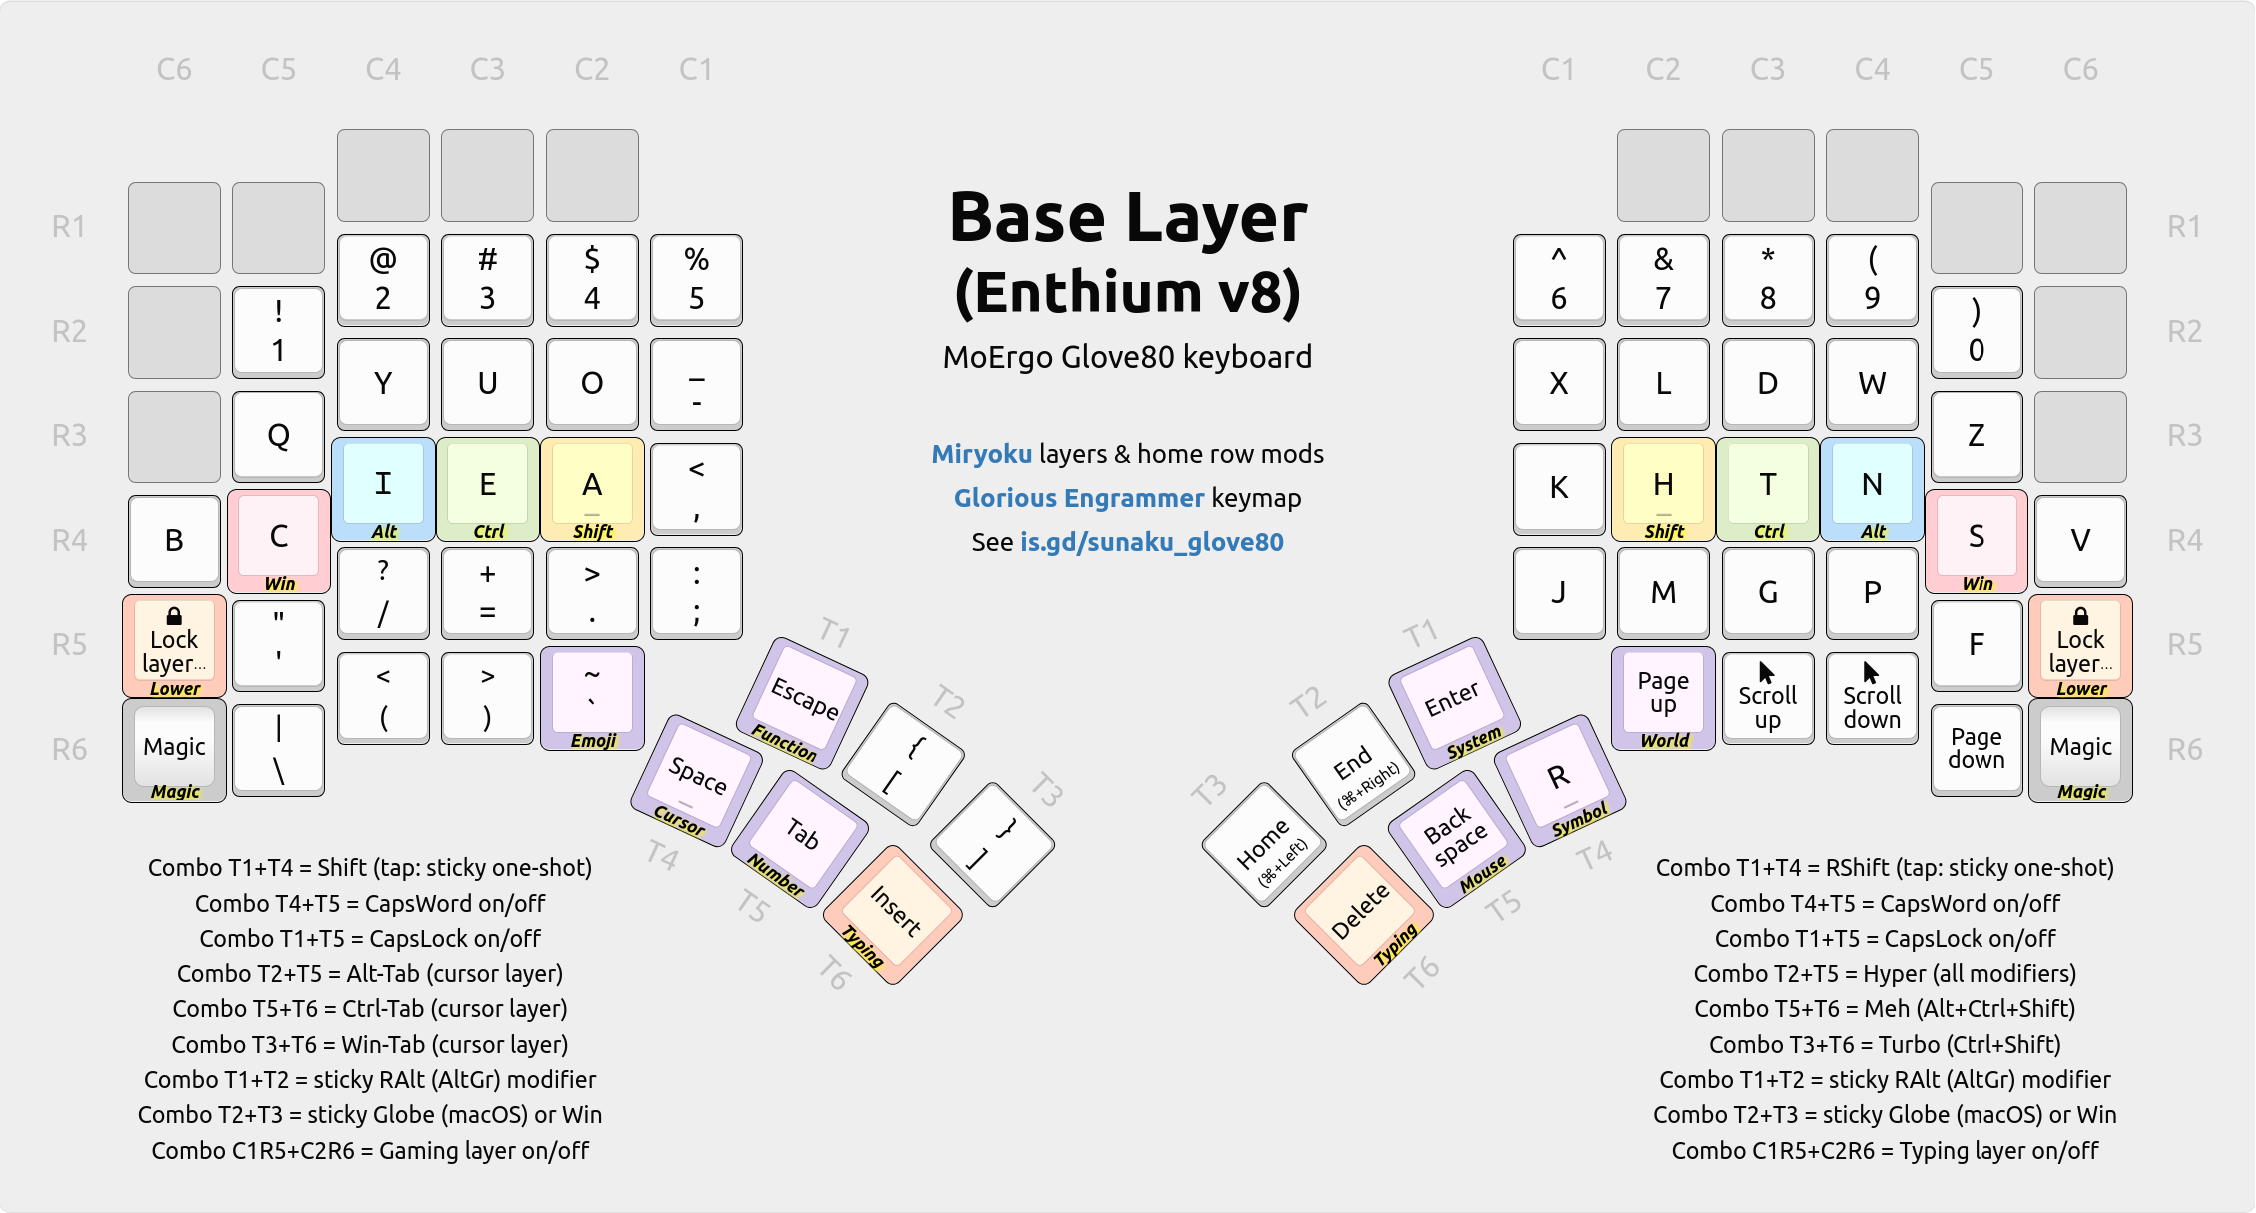 C6 C5 C4 C3 C2 C1
C1 C2 C3 C4 C5 C6
R1
R2
R3
R4
R5
R6
@
2
#
3
$
4
%
5
!
1
Y
U
O
_
-
Q
I
Alt
E
Ctrl
A
_
Shift
<
,
B
C
Win
?
/
+
=
>
.
:
;
Lock
layer...
Lower
"
'
<
(
>
)
~
`
Emoji
Magic
Magic
|
\
T1
Escape
Function
T2
{
[
T3
}
]
Space
_
Cursor
T4
Tab
Number
T5
Insert
Typing
T6
Base Layer
(Enthium v8)
MoErgo Glove80 keyboard
Miryoku layers & home row mods
Glorious Engrammer keymap
See is.gd/sunaku_glove80
^
6
&
7
*
8
(
9
)
0
X
L
D
W
Z
K
H
_
Shift
T
Ctrl
N
Alt
S
Win
V
J
M
G
P
F
Lock
layer...
Lower
Page
up
World
Scroll
up
Scroll
down
Page
down
Magic
Magic
R1
R2
R3
R4
R5
R6
T1
Enter
System
T2
End
(⌘+Right)
T3
Home
(⌘+Left)
R
_
Symbol
T4
Back
space
Mouse
T5
Delete
Typing
T6
Combo T1+T4 = Shift (tap: sticky one-shot)
Combo T4+T5 = CapsWord on/off
Combo T1+T5 = CapsLock on/off
Combo T2+T5 = Alt-Tab (cursor layer)
Combo T5+T6 = Ctrl-Tab (cursor layer)
Combo T3+T6 = Win-Tab (cursor layer)
Combo T1+T2 = sticky RAlt (AltGr) modifier
Combo T2+T3 = sticky Globe (macOS) or Win
Combo C1R5+C2R6 = Gaming layer on/off
Combo T1+T4 = RShift (tap: sticky one-shot)
Combo T4+T5 = CapsWord on/off
Combo T1+T5 = CapsLock on/off
Combo T2+T5 = Hyper (all modifiers)
Combo T5+T6 = Meh (Alt+Ctrl+Shift)
Combo T3+T6 = Turbo (Ctrl+Shift)
Combo T1+T2 = sticky RAlt (AltGr) modifier
Combo T2+T3 = sticky Globe (macOS) or Win
Combo C1R5+C2R6 = Typing layer on/off